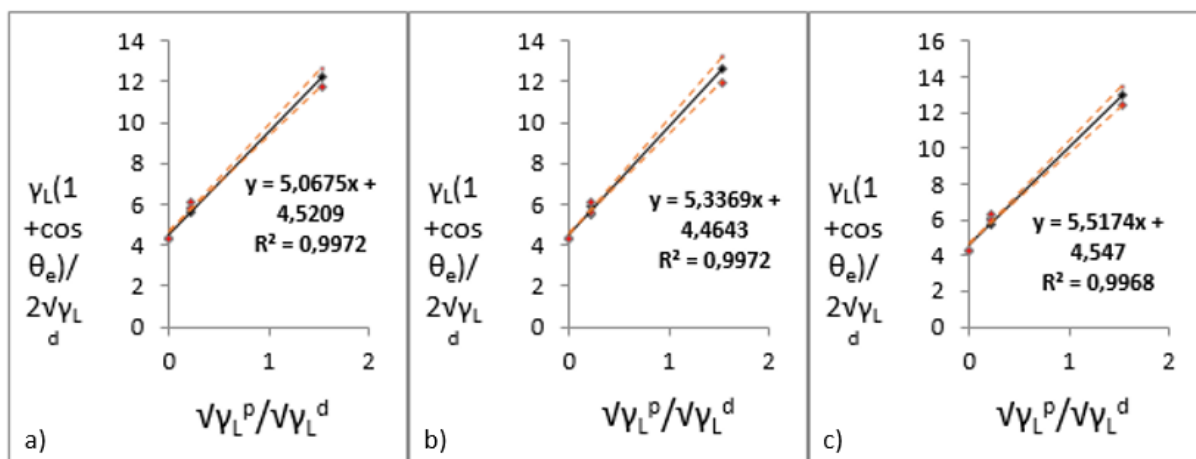 14
12
10
8
6
4
2
0
γL(1
+cos
θe)/
2√γL
d
y = 5,0675x +
4,5209
R² = 0,9972
0 1 2
√γLp/√γLd
a)
14
12
10
8
6
4
2
0
γL(1
+cos
θe)/
2√γL
d
y = 5,3369x +
4,4643
R² = 0,9972
0 1 2
√γLp/√γLd
b)
16
14
12
10
8
6
4
2
0
γL(1
+cos
θe)/
2√γL
d
y = 5,5174x +
4,547
R² = 0,9968
0 1 2
√γLp/√γLd
c)